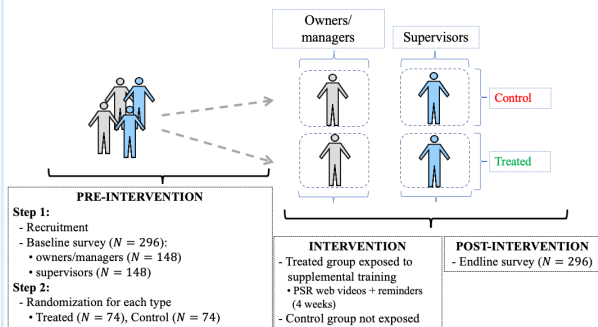 Owners/
managers
Supervisors
Control
Treated
PRE-INTERVENTION
Step 1:
- Recruitment
- Baseline survey (N = 296):
• owners/managers (N = 148)
• supervisors (N = 148)
Step 2:
- Randomization for each type
• Treated (N = 74), Control (N = 74)
INTERVENTION
- Treated group exposed to
supplemental training
• PSR web videos + reminders
(4 weeks)
- Control group not exposed
POST-INTERVENTION
- Endline survey (N = 296)